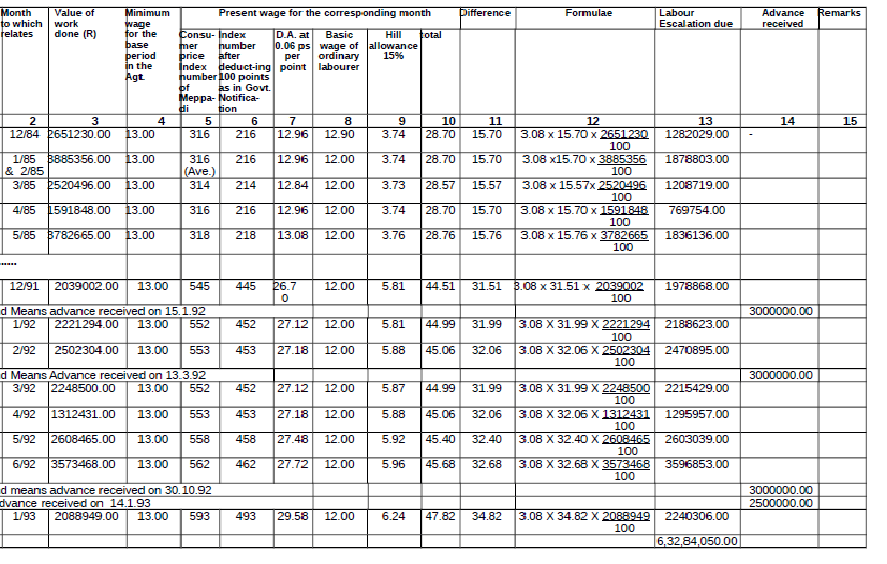 Month to which relates | Value of work done (R) | Minimum wage for the base period in the Agt. | Present wage for the corresponding month | Difference | Formulae | Labour Escalation due | Advance received | Remarks
Consu-mer price Index number of Meppa-di | Index number after deduct-ing 100 points as in Govt. Notifica-tion | D.A. at 0.06 ps per point | Basic wage of ordinary labourer | Hill allowance 15% | total
2 | 3 | 4 | 5 | 6 | 7 | 8 | 9 | 10 | 11 | 12 | 13 | 14 | 15
12/84 | 2651230.00 | 13.00 | 316 | 216 | 12.96 | 12.90 | 3.74 | 28.70 | 15.70 | 3.08 x 15.70 x 2651230 | 1282029.00 | -
100
1/85 | 3885356.00 | 13.00 | 316 | 216 | 12.96 | 12.00 | 3.74 | 28.70 | 15.70 | 3.08 x15.70 x 3885356 | 1878803.00
& 2/85 | (Ave.) | 100
3/85 | 2520496.00 | 13.00 | 314 | 214 | 12.84 | 12.00 | 3.73 | 28.57 | 15.57 | 3.08 x 15.57x 2520496 | 1208719.00
100
4/85 | 1591848.00 | 13.00 | 316 | 216 | 12.96 | 12.00 | 3.74 | 28.70 | 15.70 | 3.08 x 15.70 x 1591848 | 769754.00
100
5/85 | 3782665.00 | 13.00 | 318 | 218 | 13.08 | 12.00 | 3.76 | 28.76 | 15.76 | 3.08 x 15.76 x 3782665 | 1836136.00
100
......
12/91 | 2039002.00 | 13.00 | 545 | 445 | 26.7 | 12.00 | 5.81 | 44.51 | 31.51 | 3.08 x 31.51 x 2039002 | 1978868.00
0 | 100
d Means advance received on 15.1.92 | 3000000.00
1/92 | 2221294.00 | 13.00 | 552 | 452 | 27.12 | 12.00 | 5.81 | 44.99 | 31.99 | 3.08 X 31.99 X 2221294 | 2188623.00
100
2/92 | 2502304.00 | 13.00 | 553 | 453 | 27.18 | 12.00 | 5.88 | 45.06 | 32.06 | 3.08 X 32.06 X 2502304 | 2470895.00
100
d Means Advance received on 13.3.92 | 3000000.00
3/92 | 2248500.00 | 13.00 | 552 | 452 | 27.12 | 12.00 | 5.87 | 44.99 | 31.99 | 3.08 X 31.99 X 2248500 | 2215429.00
100
4/92 | 1312431.00 | 13.00 | 553 | 453 | 27.18 | 12.00 | 5.88 | 45.06 | 32.06 | 3.08 X 32.06 X 1312431 | 1295957.00
100
5/92 | 2608465.00 | 13.00 | 558 | 458 | 27.48 | 12.00 | 5.92 | 45.40 | 32.40 | 3.08 X 32.40 X 2608465 | 2603039.00
100
6/92 | 3573468.00 | 13.00 | 562 | 462 | 27.72 | 12.00 | 5.96 | 45.68 | 32.68 | 3.08 X 32.68 X 3573468 | 3596853.00
100
d means advance received on 30.10.92 | 3000000.00
dvance received on 14.1.93 | 2500000.00
1/93 | 2088949.00 | 13.00 | 593 | 493 | 29.58 | 12.00 | 6.24 | 47.82 | 34.82 | 3.08 X 34.82 X 2088949 | 2240306.00
100
6,32,84,050.00